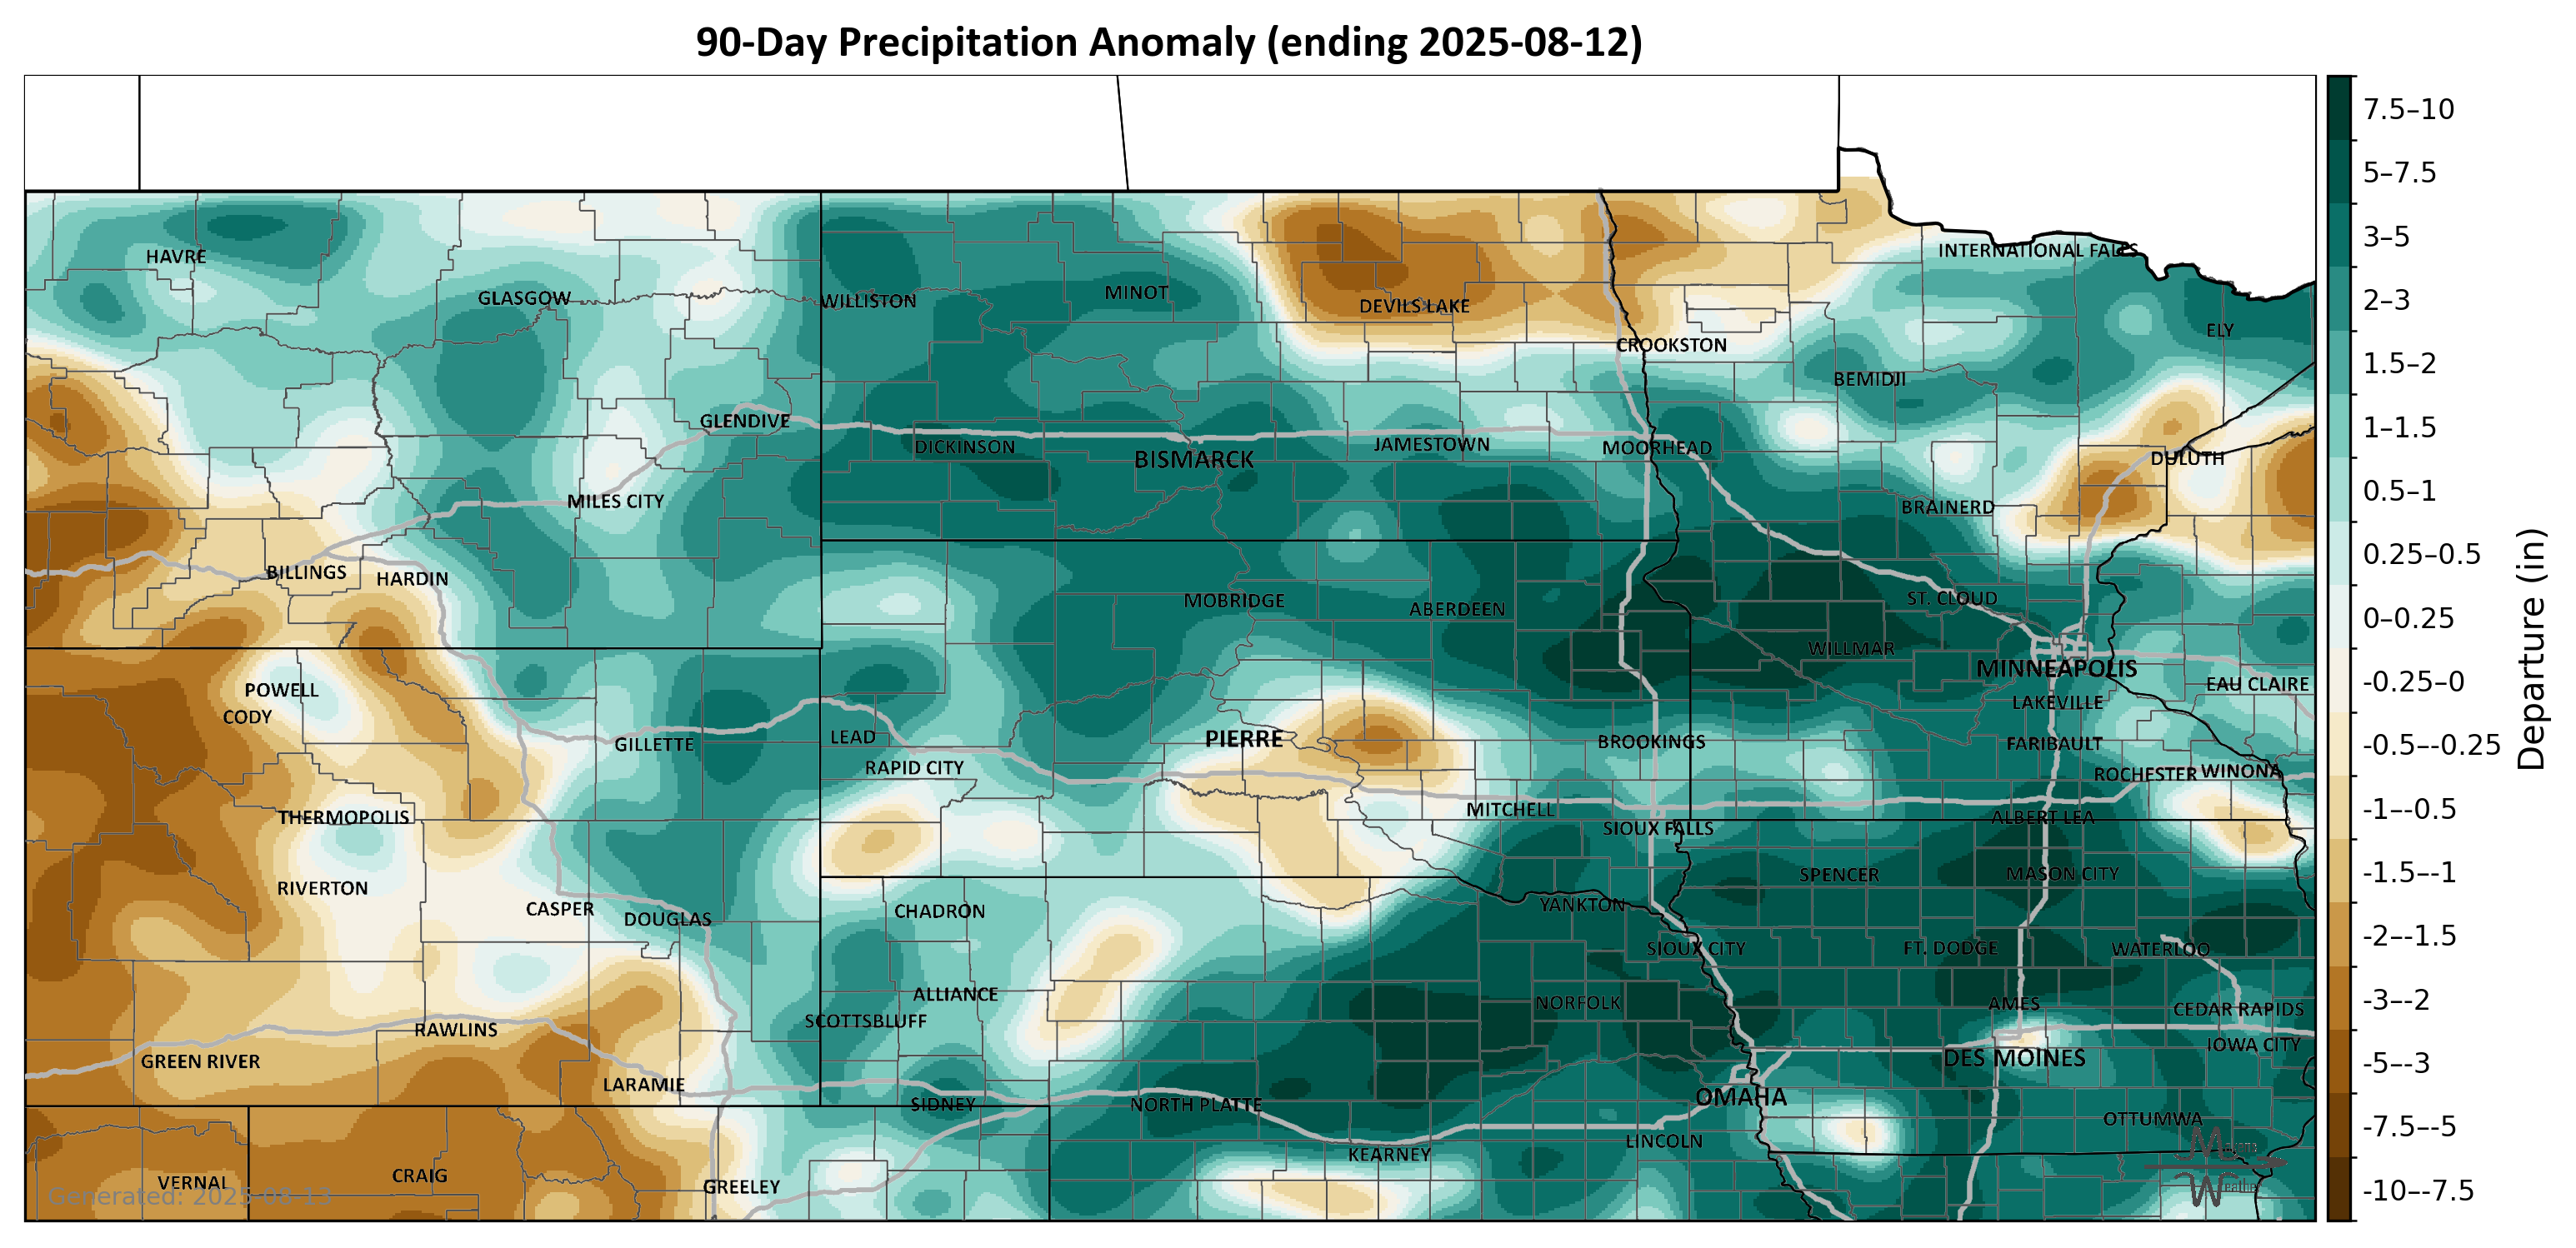 90-Day Precipitation Anomaly (ending 2025-08-12)
7.5–10
5–7.5
3–5
2–3
1.5–2
1–1.5
0.5–1
0.25–0.5
0–0.25
-0.25–0
-0.5–-0.25
-1–-0.5
-1.5–-1
-2–-1.5
-3–-2
-5–-3
-7.5–-5
-10–-7.5
Departure (in)
HAVRE
INTERNATIONAL FALLS
GLASGOW
WILLISTON
MINOT
DEVILS LAKE
ELY
CROOKSTON
BEMIDJI
GLENDIVE
DICKINSON
BISMARCK
JAMESTOWN
MOORHEAD
DULUTH
MILES CITY
BRAINERD
BILLINGS
HARDIN
MOBRIDGE
ABERDEEN
ST. CLOUD
WILLMAR
MINNEAPOLIS
POWELL
EAU CLAIRE
CODY
LAKEVILLE
GILLETTE
LEAD
PIERRE
BROOKINGS
FARIBAULT
RAPID CITY
ROCHESTER
WINONA
THERMOPOLIS
MITCHELL
ALBERT LEA
SIOUX FALLS
RIVERTON
SPENCER
MASON CITY
CASPER
DOUGLAS
CHADRON
YANKTON
SIOUX CITY
FT. DODGE
WATERLOO
ALLIANCE
NORFOLK
AMES
CEDAR RAPIDS
SCOTTSBLUFF
RAWLINS
IOWA CITY
GREEN RIVER
DES MOINES
LARAMIE
SIDNEY
NORTH PLATTE
OMAHA
OTTUMWA
LINCOLN
KEARNEY
VERNAL
CRAIG
GREELEY
Generated: 2025-08-13